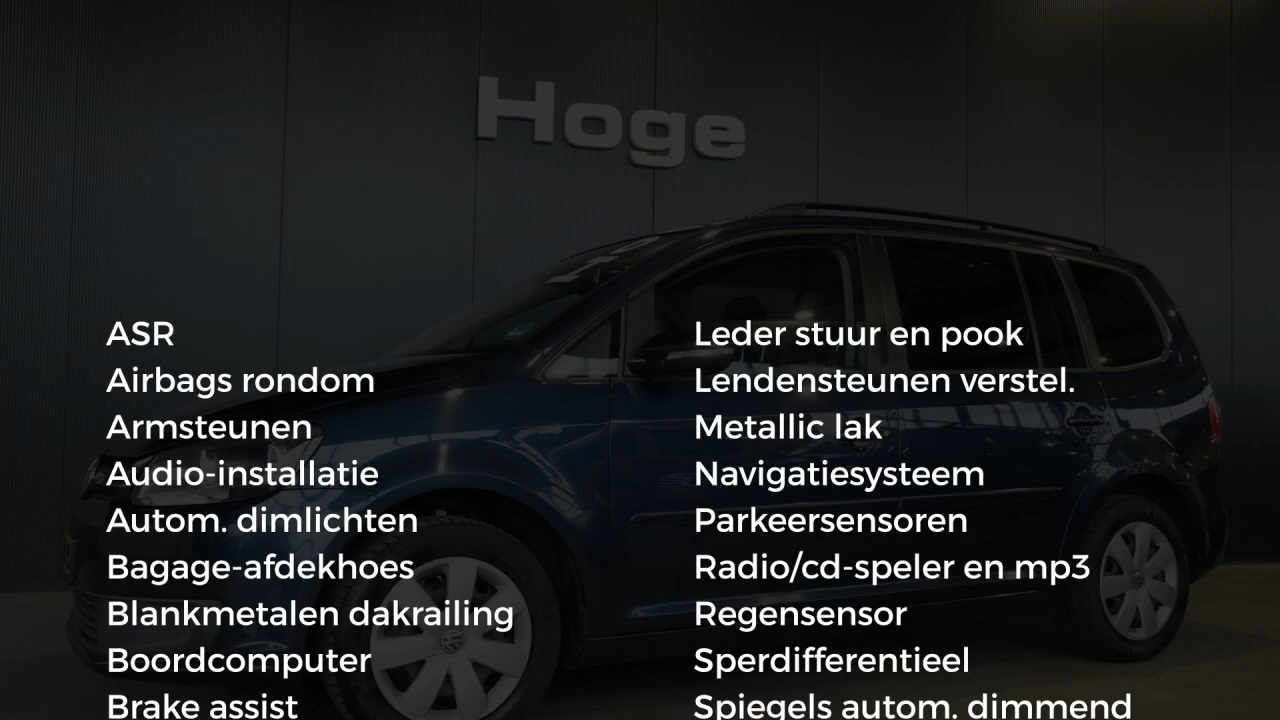 Hoge
ASR
Airbags rondom
Armsteunen
Audio-installatie
Autom. dimlichten
Bagage-afdekhoes
Blankmetalen dakrailing
Boordcomputer
Brake assist
Leder stuur en pook
Lendensteunen verstel.
Metallic lak
Navigatiesysteem
Parkeersensoren
Radio/cd-speler en mp3
Regensensor
Sperdifferentieel
Spiegels autom. dimmend